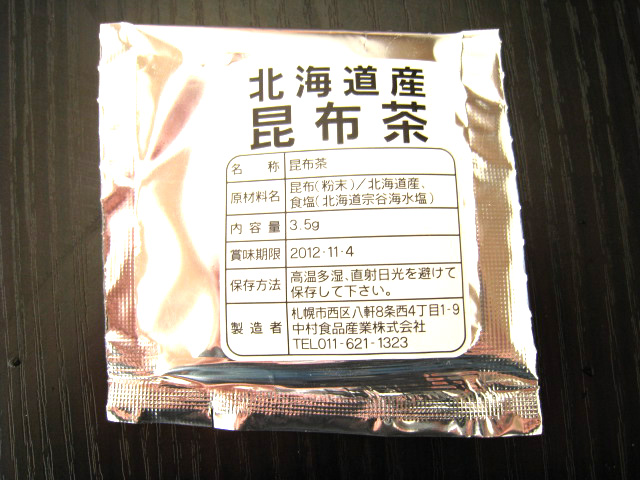 北海道産
昆布茶
名称 昆布茶
原材料名 昆布(粉末)/北海道産、
食塩(北海道宗谷海水塩)
内容量 3.5g
賞味期限 2012·11·4
保存方法 高温多湿、直射日光を避けて
保存して下さい。
製造者 札幌市西区八軒8条西4丁目1-9
中村食品産業株式会社
TEL011-621-1323